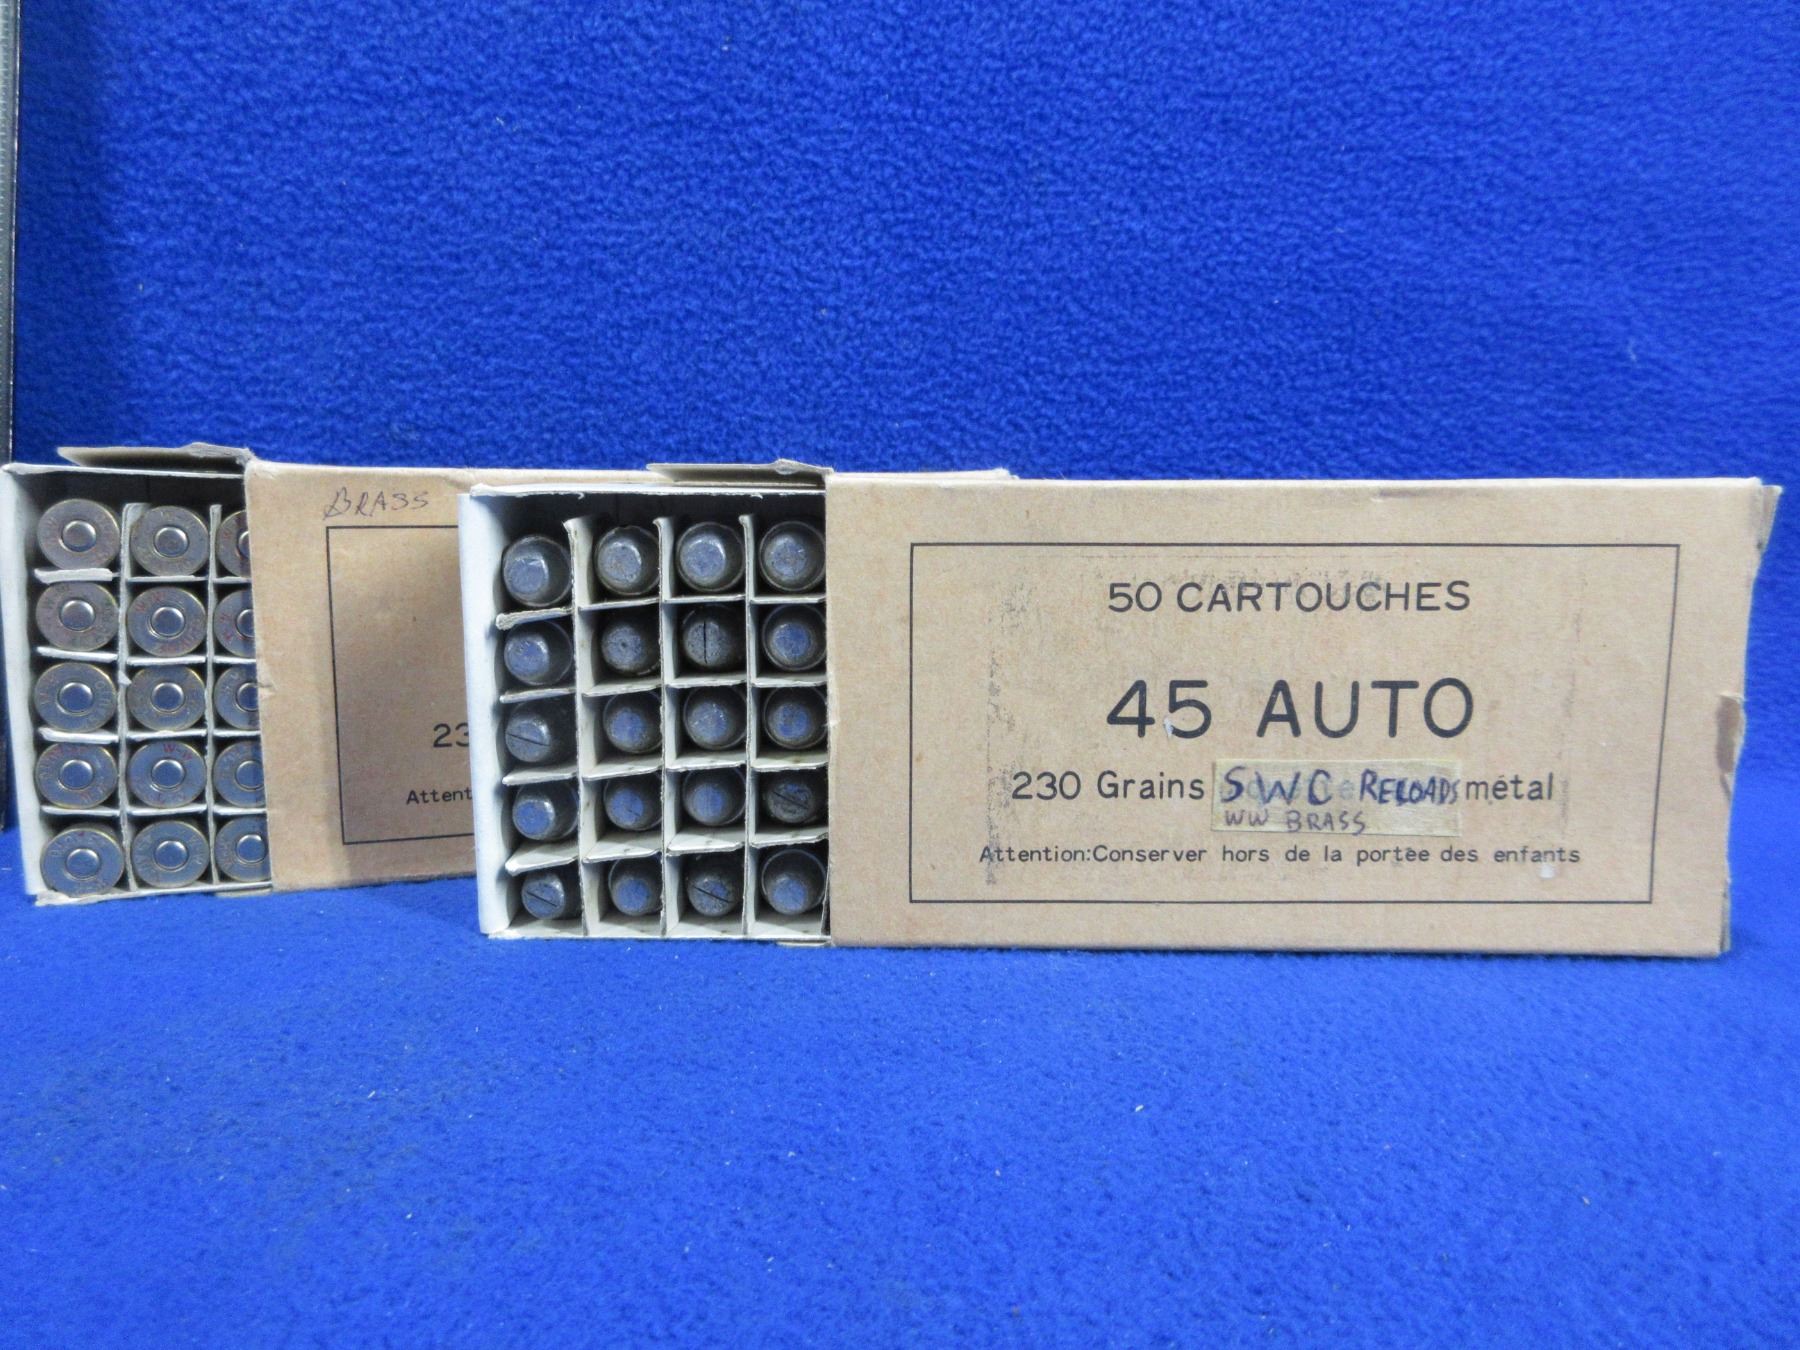 BRASS
23
Attent
50 CARTOUCHES
45 AUTO
230 Grains SWC RELOADS métal
WW BRASS
Attention:Conserver hors de la portée des enfants